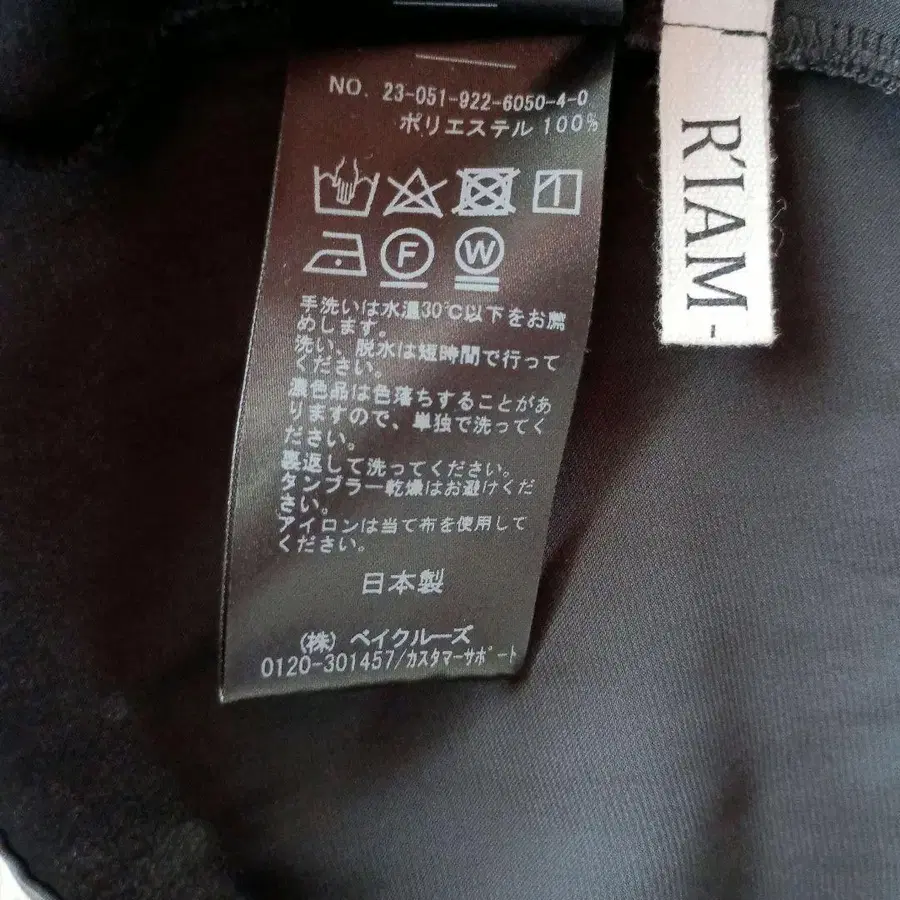 NO. 23-051-922-6050-4-0
ポリエステル 100%
F W
手洗いは水温30℃以下をお薦
めします。
洗い、脱水は短時間で行って
ください。
濃色品は色落ちすることがあ
りますので、単独で洗ってく
ださい。
裏返して洗ってください。
タンブラー乾燥はお避けくだ
さい。
アイロンは当て布を使用して
ください。
日本製
(株) ベイクルーズ
0120-301457/カスタマーサポート
R'IAM